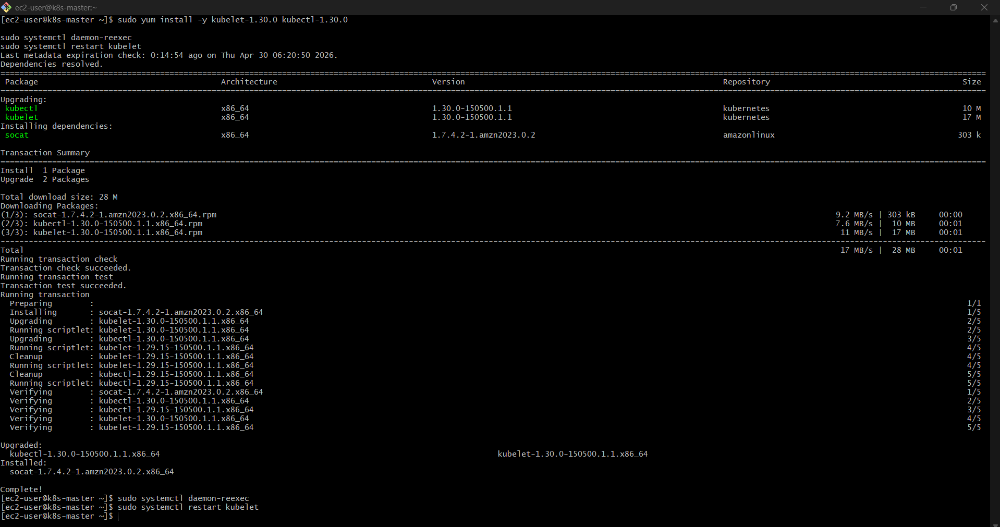 ec2-user@k8s-master:~
[ec2-user@k8s-master ~]$ sudo yum install -y kubelet-1.30.0 kubectl-1.30.0
sudo systemctl daemon-reexec
sudo systemctl restart kubelet
Last metadata expiration check: 0:14:54 ago on Thu Apr 30 06:20:50 2026.
Dependencies resolved.
================================================================================
Package Architecture Version Repository Size
================================================================================
Upgrading:
kubectl x86_64 1.30.0-150500.1.1 kubernetes 10 M
kubelet x86_64 1.30.0-150500.1.1 kubernetes 17 M
Installing dependencies:
socat x86_64 1.7.4.2-1.amzn2023.0.2 amazonlinux 303 k
Transaction Summary
================================================================================
Install 1 Package
Upgrade 2 Packages
Total download size: 28 M
Downloading Packages:
(1/3): socat-1.7.4.2-1.amzn2023.0.2.x86_64.rpm 9.2 MB/s | 303 kB 00:00
(2/3): kubectl-1.30.0-150500.1.1.x86_64.rpm 7.6 MB/s | 10 MB 00:01
(3/3): kubelet-1.30.0-150500.1.1.x86_64.rpm 11 MB/s | 17 MB 00:01
--------------------------------------------------------------------------------
Total 17 MB/s | 28 MB 00:01
Running transaction check
Transaction check succeeded.
Running transaction test
Transaction test succeeded.
Running transaction
Preparing : 1/1
Installing : socat-1.7.4.2-1.amzn2023.0.2.x86_64 1/5
Upgrading : kubelet-1.30.0-150500.1.1.x86_64 2/5
Running scriptlet: kubelet-1.30.0-150500.1.1.x86_64 2/5
Upgrading : kubectl-1.30.0-150500.1.1.x86_64 3/5
Running scriptlet: kubelet-1.29.15-150500.1.1.x86_64 4/5
Cleanup : kubelet-1.29.15-150500.1.1.x86_64 4/5
Running scriptlet: kubelet-1.29.15-150500.1.1.x86_64 4/5
Cleanup : kubectl-1.29.15-150500.1.1.x86_64 5/5
Running scriptlet: kubectl-1.29.15-150500.1.1.x86_64 5/5
Verifying : socat-1.7.4.2-1.amzn2023.0.2.x86_64 1/5
Verifying : kubectl-1.30.0-150500.1.1.x86_64 2/5
Verifying : kubectl-1.29.15-150500.1.1.x86_64 3/5
Verifying : kubelet-1.30.0-150500.1.1.x86_64 4/5
Verifying : kubelet-1.29.15-150500.1.1.x86_64 5/5
Upgraded:
kubectl-1.30.0-150500.1.1.x86_64 kubelet-1.30.0-150500.1.1.x86_64
Installed:
socat-1.7.4.2-1.amzn2023.0.2.x86_64
Complete!
[ec2-user@k8s-master ~]$ sudo systemctl daemon-reexec
[ec2-user@k8s-master ~]$ sudo systemctl restart kubelet
[ec2-user@k8s-master ~]$